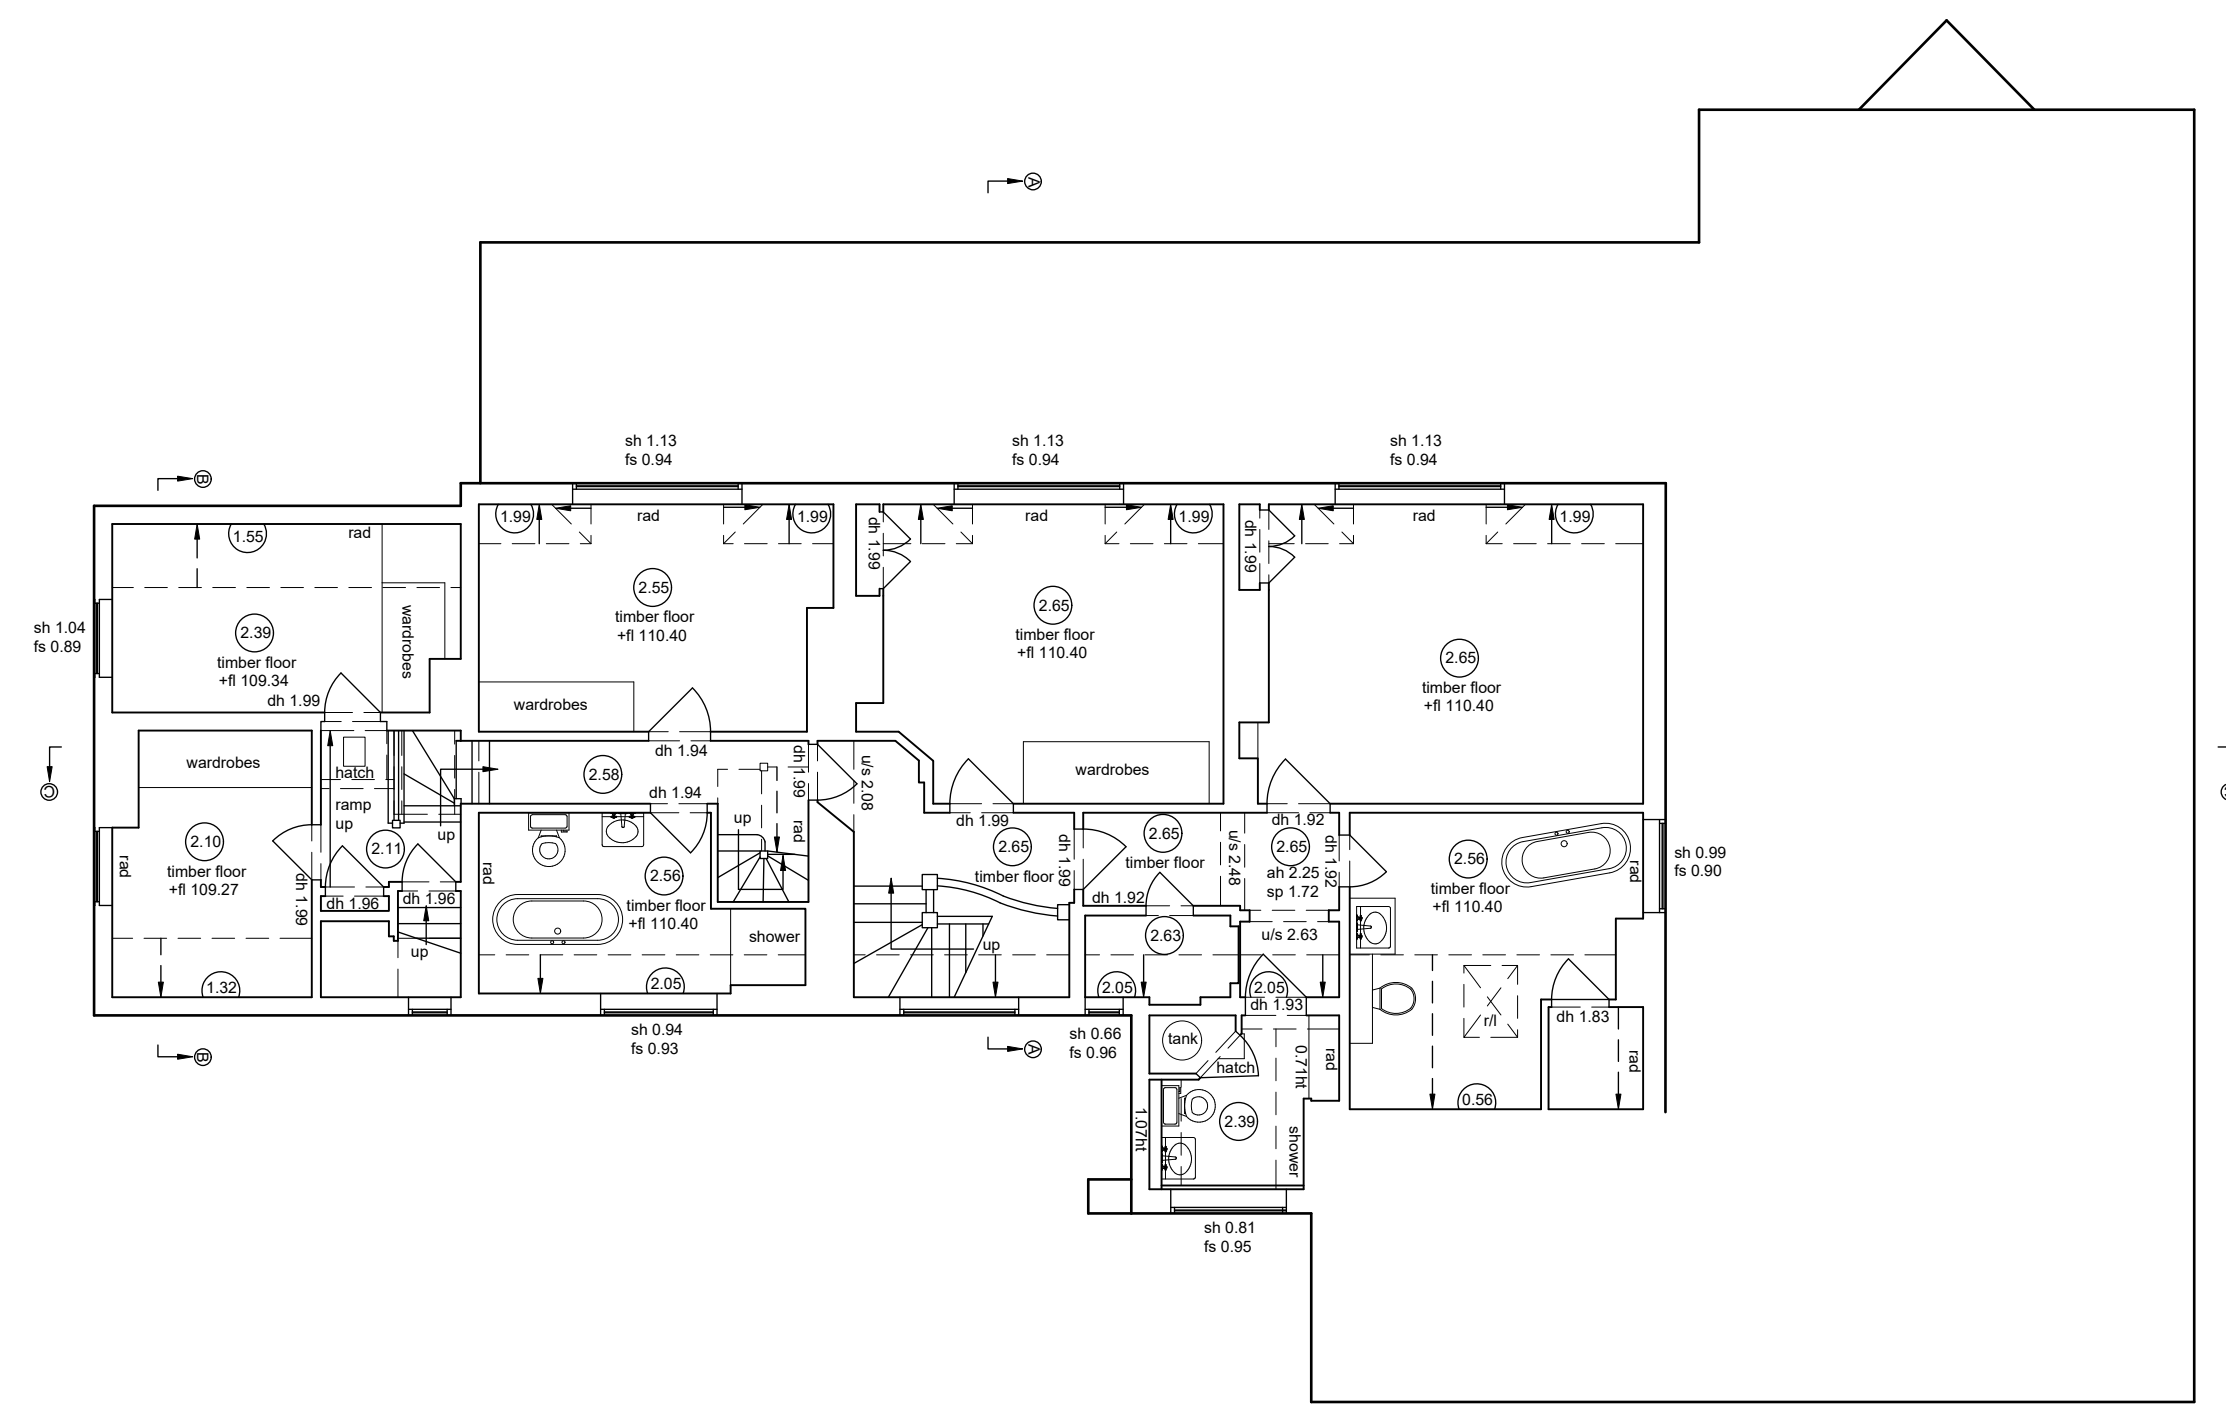 A
sh 1.13
fs 0.94
sh 1.13
fs 0.94
sh 1.13
fs 0.94
B
1.55
rad
1.99
rad
1.99
dh 1.99
rad
1.99
dh 1.99
rad
1.99
sh 1.04
fs 0.89
2.39
timber floor
+fl 109.34
wardrobes
dh 1.99
2.55
timber floor
+fl 110.40
wardrobes
2.65
timber floor
+fl 110.40
wardrobes
2.65
timber floor
+fl 110.40
C
wardrobes
hatch
ramp
up
up
2.11
2.58
dh 1.94
dh 1.94
dh 1.99
u/s 2.08
up
rad
dh 1.99
dh 1.92
2.10
timber floor
+fl 109.27
rad
dh 1.99
dh 1.96
dh 1.96
up
1.32
rad
2.56
timber floor
+fl 110.40
shower
2.05
2.65
timber floor
dh 1.99
up
2.65
timber floor
dh 1.92
u/s 2.48
2.65
ah 2.25
sp 1.72
dh 1.92
2.56
timber floor
+fl 110.40
rad
sh 0.99
fs 0.90
2.63
u/s 2.63
2.05
2.05
dh 1.93
r/l
dh 1.83
rad
0.56
B
sh 0.94
fs 0.93
A
sh 0.66
fs 0.96
tank
hatch
0.71ht
rad
1.07ht
2.39
shower
sh 0.81
fs 0.95